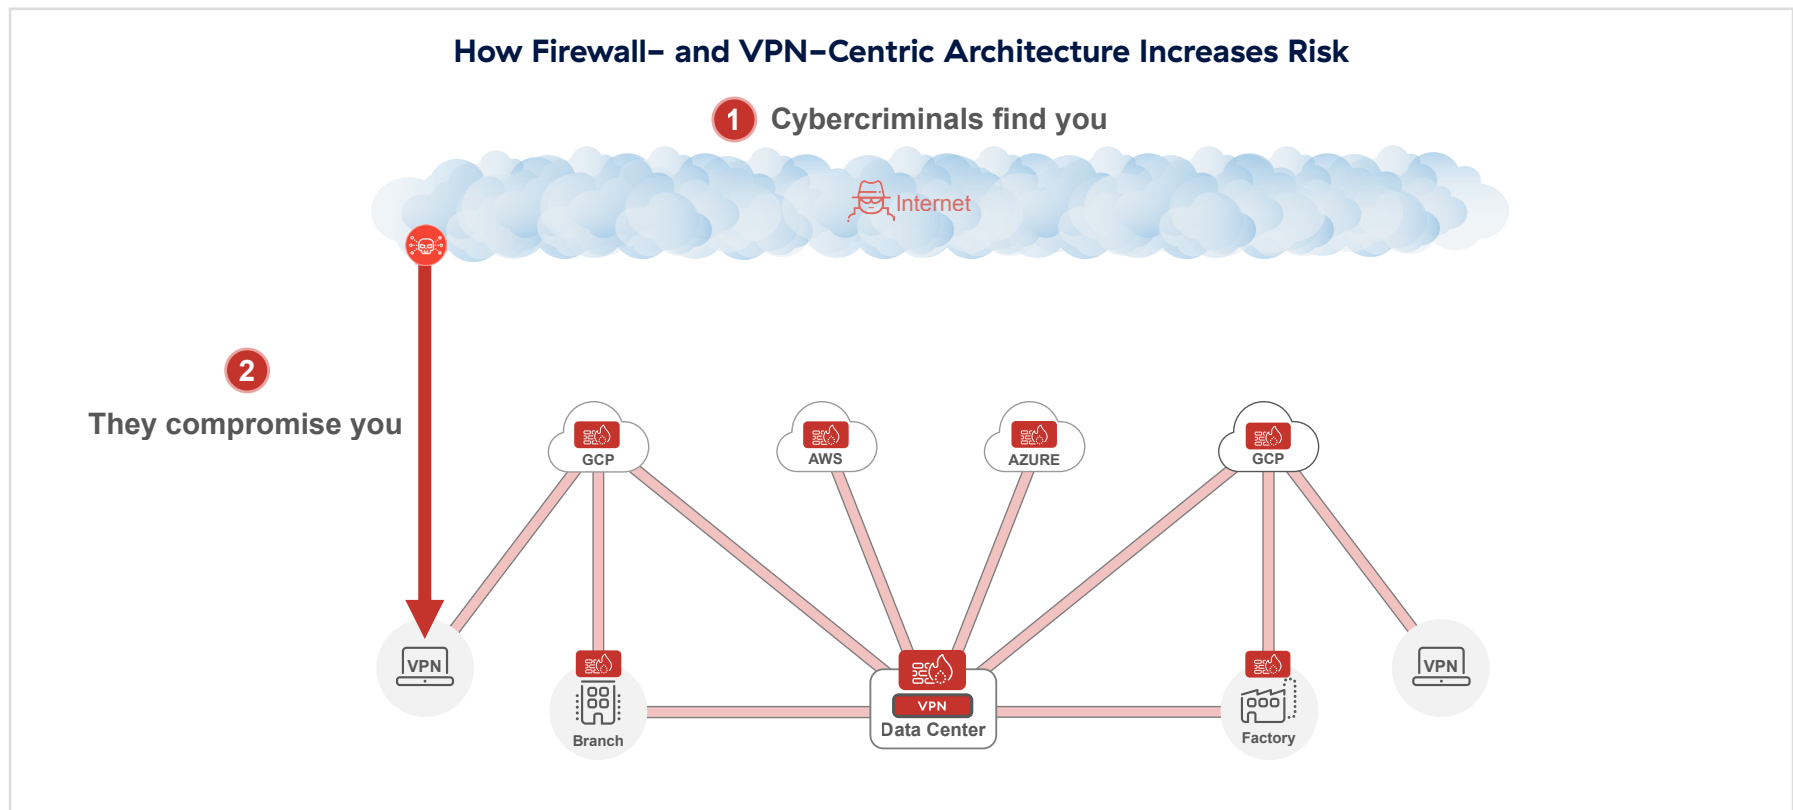 How Firewall- and VPN-Centric Architecture Increases Risk
1 Cybercriminals find you
Internet
2
They compromise you
GCP
AWS
AZURE
GCP
VPN
VPN
VPN
Branch
Data Center
Factory